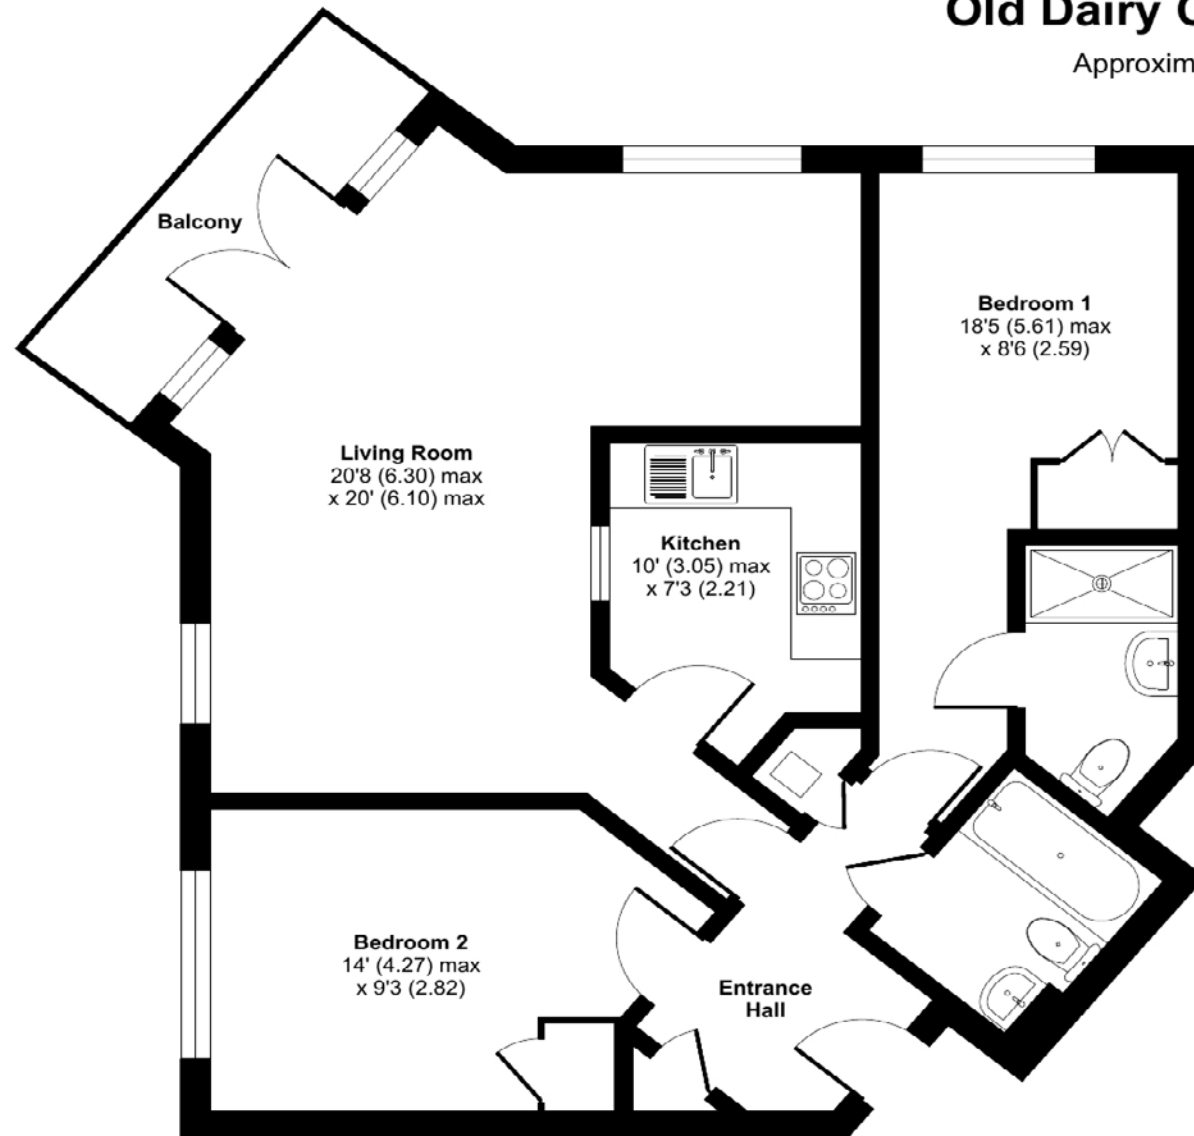 Old Dairy C
Approxim
Balcony
Bedroom 1
18'5 (5.61) max
x 8'6 (2.59)
Living Room
20'8 (6.30) max
x 20' (6.10) max
Kitchen
10' (3.05) max
x 7'3 (2.21)
Bedroom 2
14' (4.27) max
x 9'3 (2.82)
Entrance
Hall